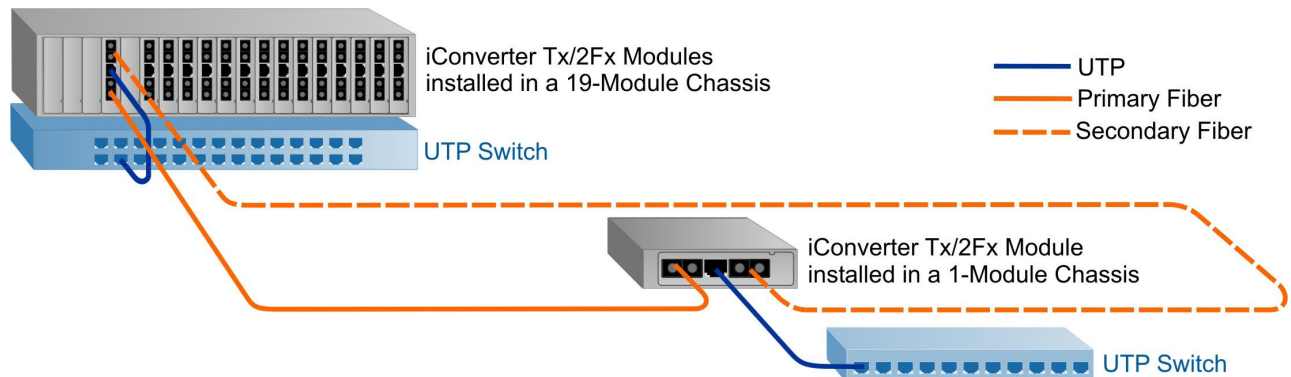 iConverter Tx/2Fx Modules
installed in a 19-Module Chassis
UTP
Primary Fiber
Secondary Fiber
UTP Switch
iConverter Tx/2Fx Module
installed in a 1-Module Chassis
UTP Switch